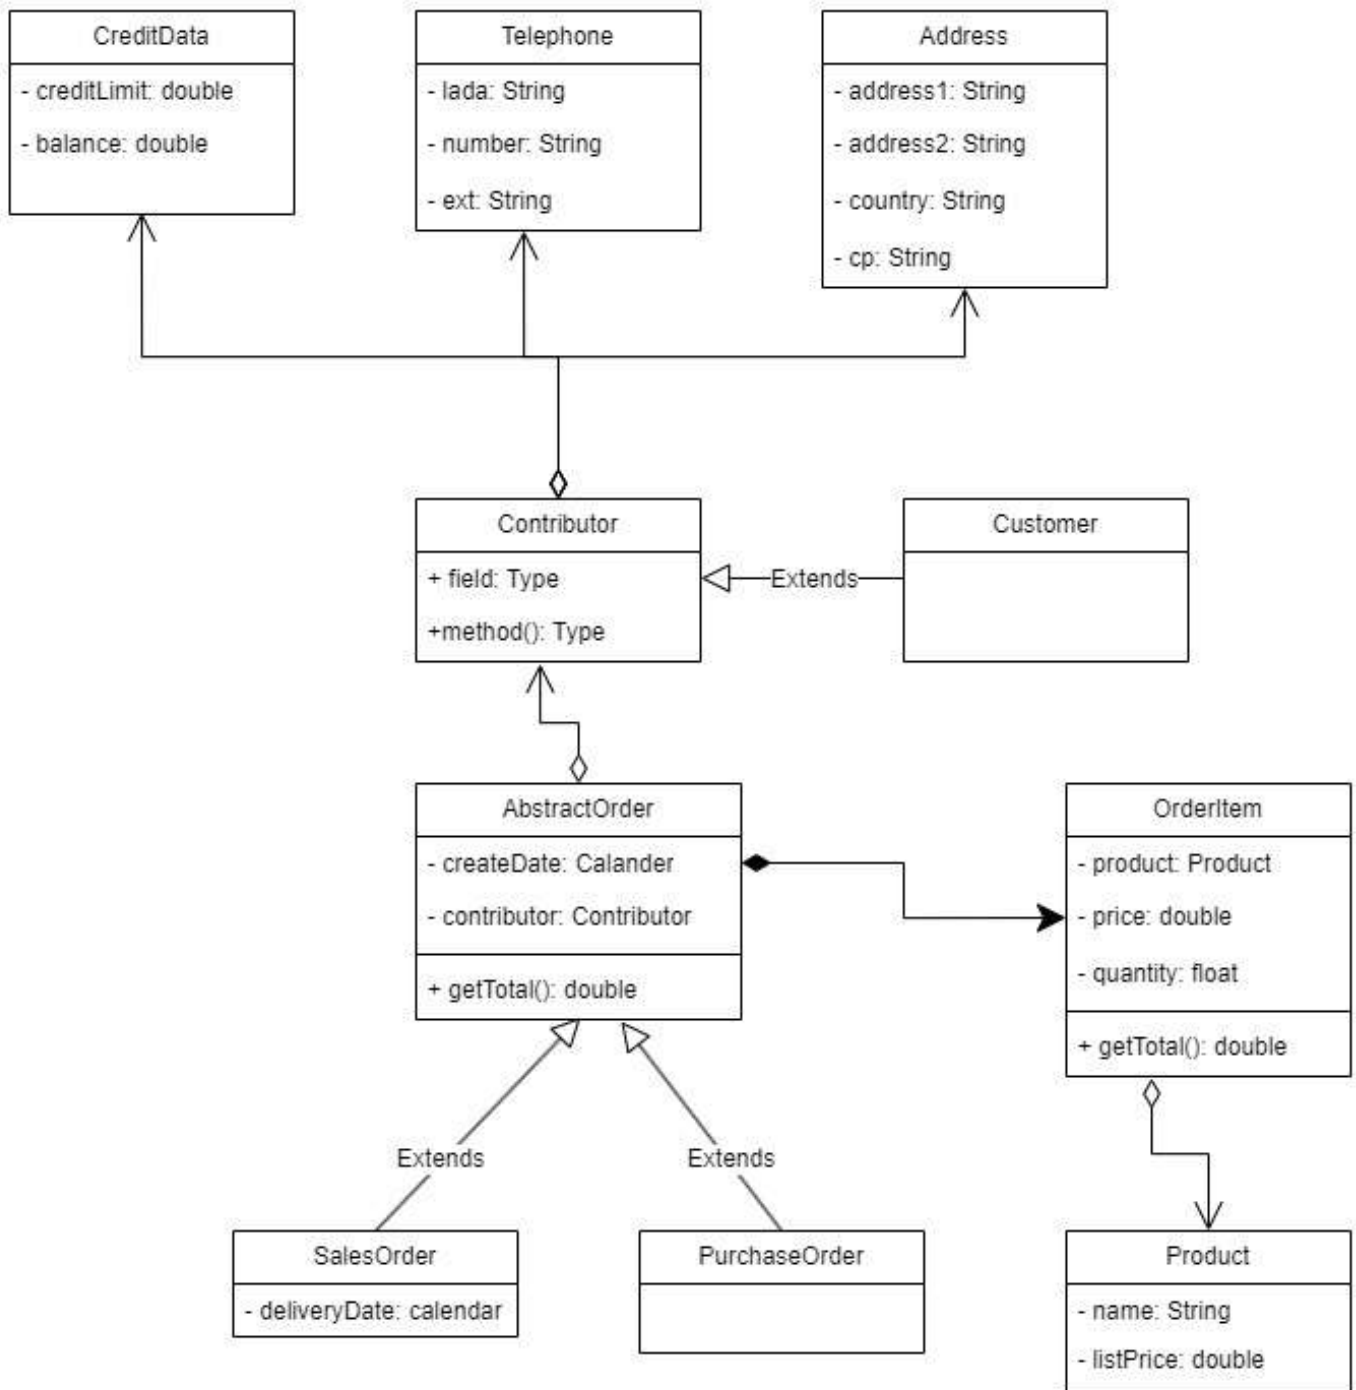 CreditData
- creditLimit: double
- balance: double
Telephone
- lada: String
- number: String
- ext: String
Address
- address1: String
- address2: String
- country: String
- cp: String
Contributor
+ field: Type
+method(): Type
Extends
Customer
AbstractOrder
- createDate: Calander
- contributor: Contributor
+ getTotal(): double
OrderItem
- product: Product
- price: double
- quantity: float
+ getTotal(): double
Extends
Extends
SalesOrder
- deliveryDate: calendar
PurchaseOrder
Product
- name: String
- listPrice: double